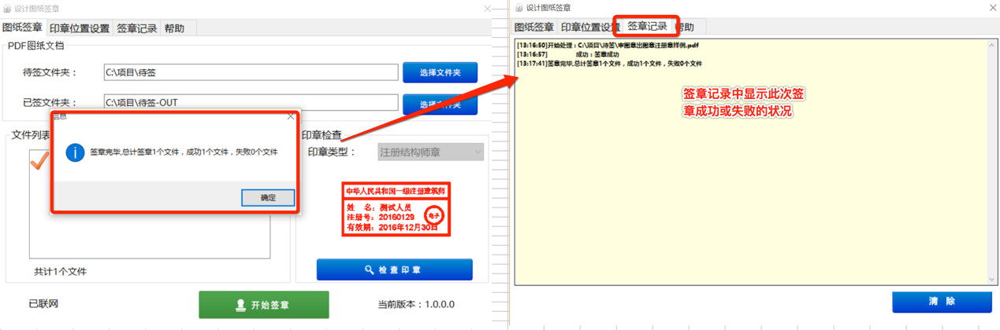 设计图纸签章
图纸签章 印章位置设置 签章记录 帮助
PDF图纸文档
待签文件夹：
C:\项目\待签
选择文件夹
已签文件夹：
C:\项目\待签-OUT
选择文件夹
文件列表
签章完毕,总计签章1个文件，成功1个文件，失败0个文件
确定
共计1个文件
印章检查
印章类型：
注册结构师章
中华人民共和国一级注册建筑师
姓 名：测试人员
注册号：20160129
有效期：2016年12月30日
电子
检查印章
已联网
开始签章
当前版本：1.0.0.0
设计图纸签章
图纸签章 印章位置设置 签章记录 帮助
[13:16:50]开始处理：C:\项目\待签\审图章出图章注册章样例.pdf
[13:16:57] 成功：签章成功
[13:17:41]签章完毕,总计签章1个文件，成功1个文件，失败0个文件
签章记录中显示此次签
章成功或失败的状况
清 除